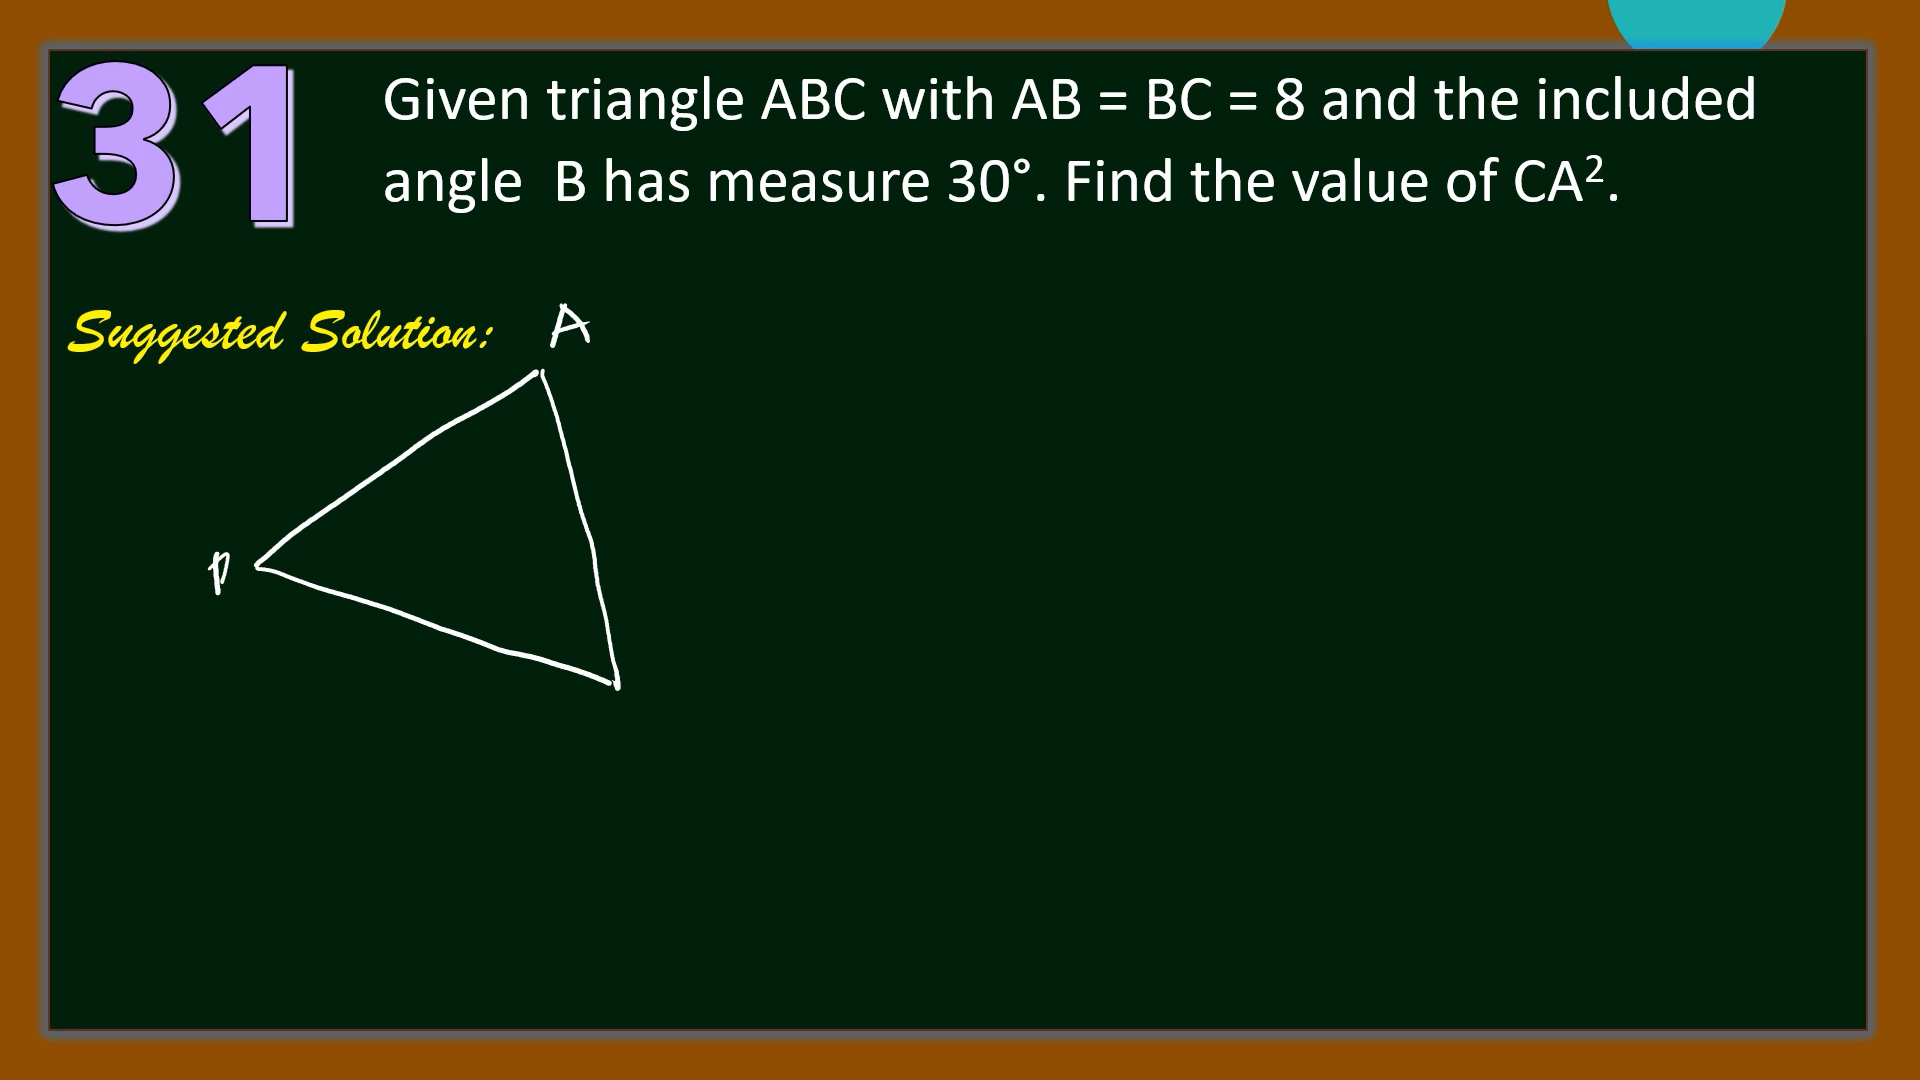 31
Given triangle ABC with AB = BC = 8 and the included
angle  B has measure 30°. Find the value of CA².
Suggested Solution:
A